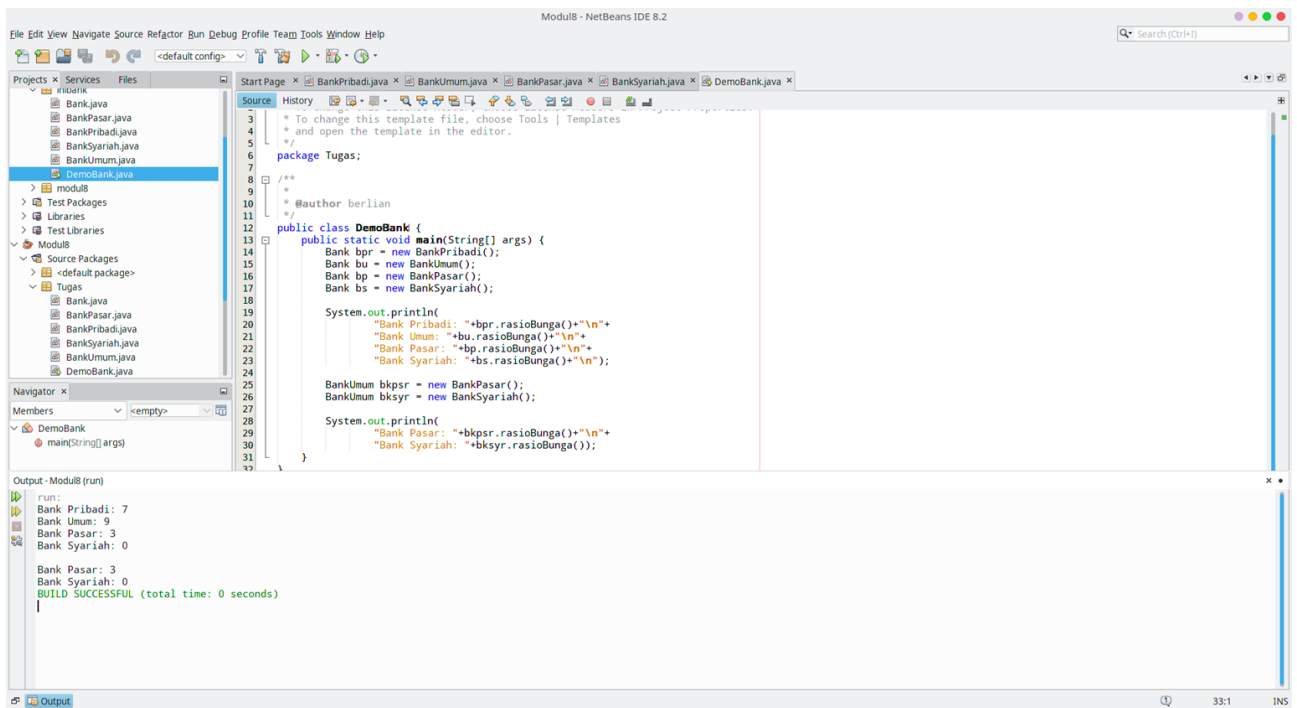 Modul8 - NetBeans IDE 8.2
File Edit View Navigate Source Refactor Run Debug Profile Team Tools Window Help
Search (Ctrl+I)
<default config>
Projects × Services Files
Start Page × BankPribadi.java × BankUmum.java × BankPasar.java × BankSyariah.java × DemoBank.java ×
inibank
Bank.java
BankPasar.java
BankPribadi.java
BankSyariah.java
BankUmum.java
DemoBank.java
modul8
Test Packages
Libraries
Test Libraries
Modul8
Source Packages
<default package>
Tugas
Bank.java
BankPasar.java
BankPribadi.java
BankSyariah.java
BankUmum.java
DemoBank.java
Navigator ×
Members <empty>
DemoBank
main(String[] args)
Source History
3 * To change this template file, choose Tools | Templates
4 * and open the template in the editor.
5 */
6 package Tugas;
7
8 /**
9 *
10 * @author berlian
11 */
12 public class DemoBank {
13 public static void main(String[] args) {
14 Bank bpr = new BankPribadi();
15 Bank bu = new BankUmum();
16 Bank bp = new BankPasar();
17 Bank bs = new BankSyariah();
18
19 System.out.println(
20 "Bank Pribadi: "+bpr.rasioBunga()+"\n"+
21 "Bank Umum: "+bu.rasioBunga()+"\n"+
22 "Bank Pasar: "+bp.rasioBunga()+"\n"+
23 "Bank Syariah: "+bs.rasioBunga()+"\n");
24
25 BankUmum bkpsr = new BankPasar();
26 BankUmum bksyr = new BankSyariah();
27
28 System.out.println(
29 "Bank Pasar: "+bkpsr.rasioBunga()+"\n"+
30 "Bank Syariah: "+bksyr.rasioBunga());
31 }
32 }
Output - Modul8 (run)
run:
Bank Pribadi: 7
Bank Umum: 9
Bank Pasar: 3
Bank Syariah: 0
Bank Pasar: 3
Bank Syariah: 0
BUILD SUCCESSFUL (total time: 0 seconds)
Output
33:1 INS